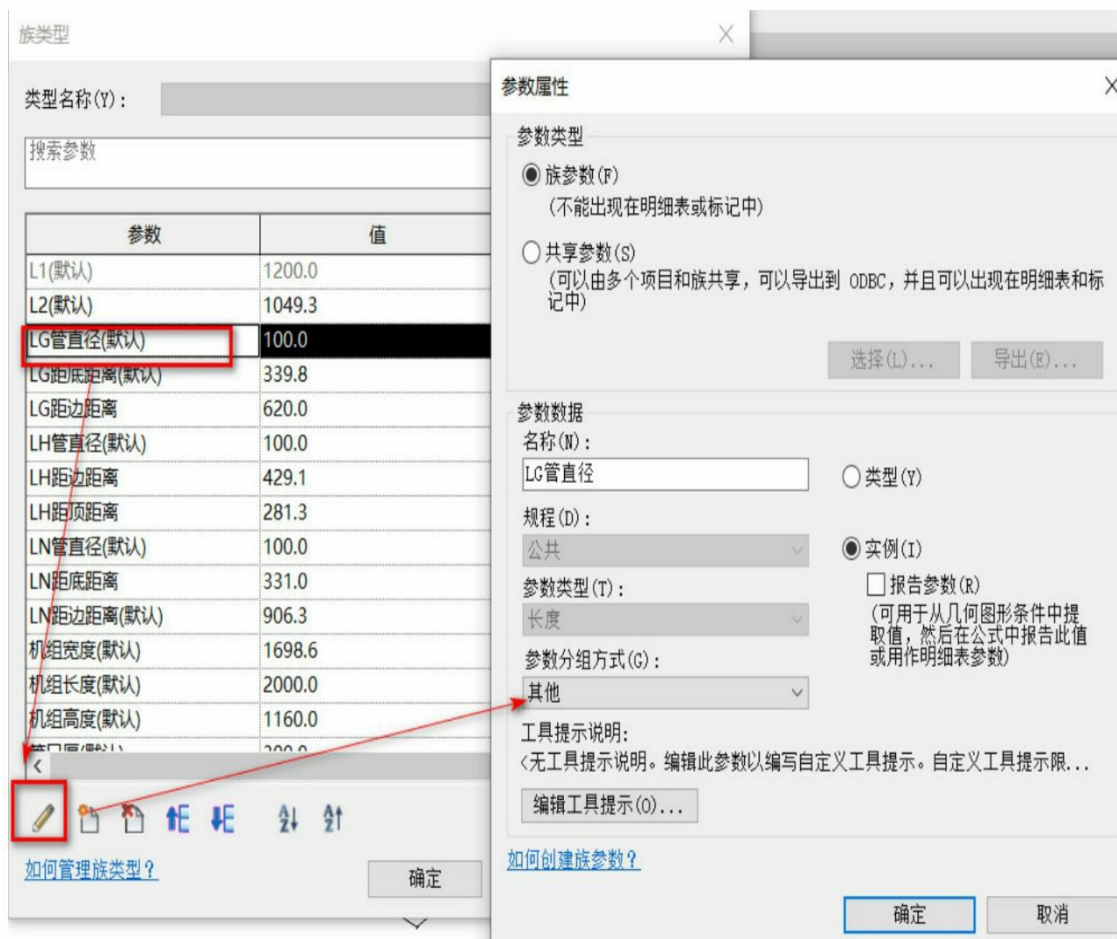 族类型
类型名称(Y):
搜索参数
参数 值
L1(默认) 1200.0
L2(默认) 1049.3
LG管直径(默认) 100.0
LG距底距离(默认) 339.8
LG距边距离 620.0
LH管直径(默认) 100.0
LH距边距离 429.1
LH距顶距离 281.3
LN管直径(默认) 100.0
LN距底距离 331.0
LN距边距离(默认) 906.3
机组宽度(默认) 1698.6
机组长度(默认) 2000.0
机组高度(默认) 1160.0
如何管理族类型?
确定
参数属性
参数类型
族参数(F)
(不能出现在明细表或标记中)
共享参数(S)
(可以由多个项目和族共享，可以导出到 ODBC，并且可以出现在明细表和标
记中)
选择(L)... 导出(E)...
参数数据
名称(N):
LG管直径
类型(Y)
规程(D):
公共
实例(I)
参数类型(T):
报告参数(R)
长度
(可用于从几何图形条件中提
取值，然后在公式中报告此值
或用作明细表参数)
参数分组方式(G):
其他
工具提示说明:
<无工具提示说明。编辑此参数以编写自定义工具提示。自定义工具提示限...
编辑工具提示(O)...
如何创建族参数?
确定 取消